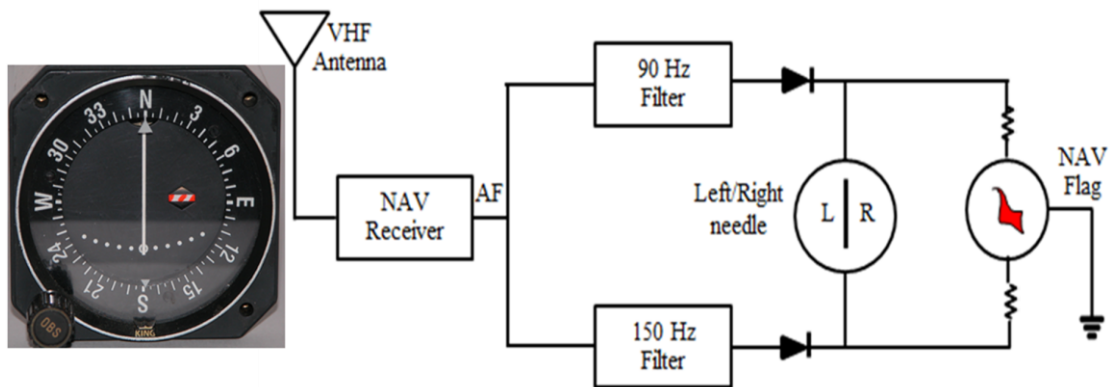 VHF
Antenna
N
33
3
30
6
W
E
24
12
21
15
S
KING
OBS
NAV
Receiver
AF
90 Hz
Filter
150 Hz
Filter
Left/Right
needle
L
R
NAV
Flag